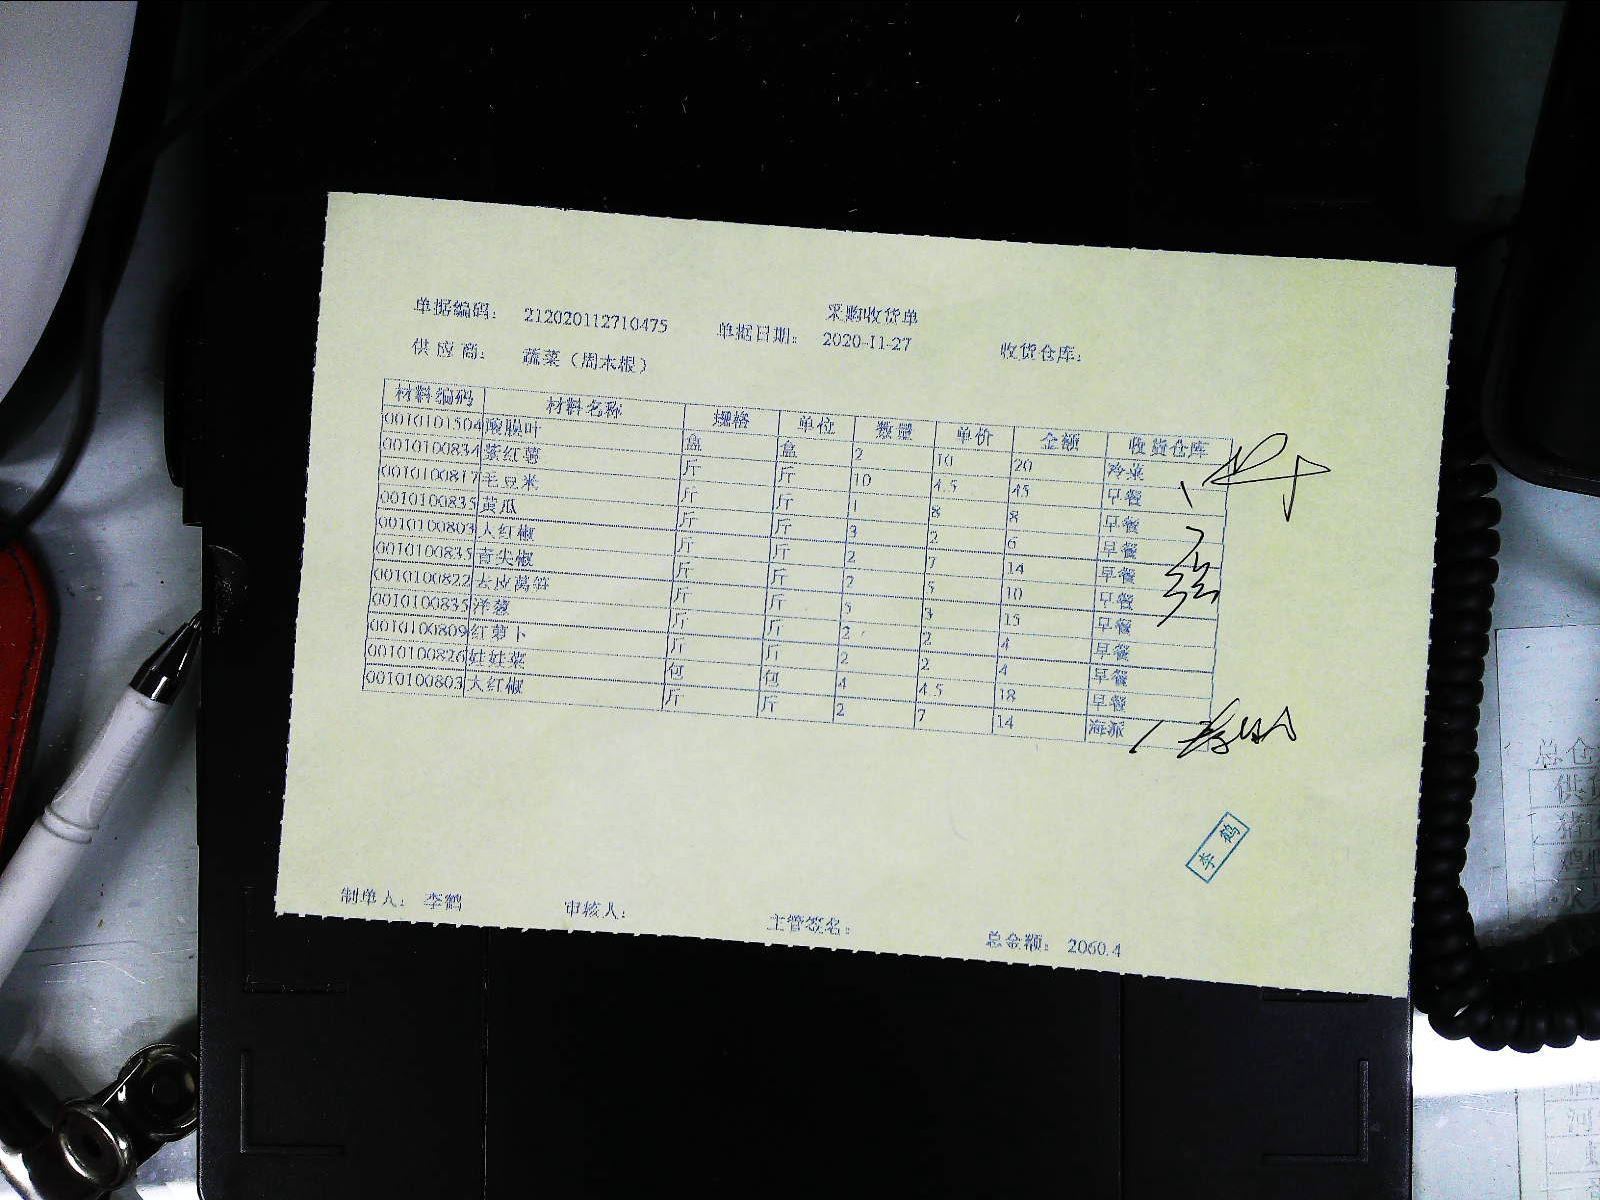 采购收货单
单据编码： 212020112710475 单据日期： 2020-11-27 收货仓库：
供应商： 蔬菜（周木根）
材料编码 材料名称 规格 单位 数量 单价 金额 收货仓库
0010101504 盒 盒 2 10 20 冷菜
0010100834 紫红薯 斤 斤 10 4.5 45 早餐
0010100817 毛豆米 斤 斤 1 8 8 早餐
0010100835 黄瓜 斤 斤 3 2 6 早餐
0010100803 大红椒 斤 斤 2 7 14 早餐
0010100835 青尖椒 斤 斤 2 5 10 早餐
0010100822 去皮莴笋 斤 斤 5 3 15 早餐
0010100835 洋葱 斤 斤 2 2 4 早餐
0010100809 红萝卜 斤 斤 2 2 4 早餐
0010100826 娃娃菜 包 包 4 4.5 18 早餐
0010100803 大红椒 斤 斤 2 7 14 海派
李鹤
制单人： 李鹤 审核人： 主管签名： 总金额： 2060.4
总仓